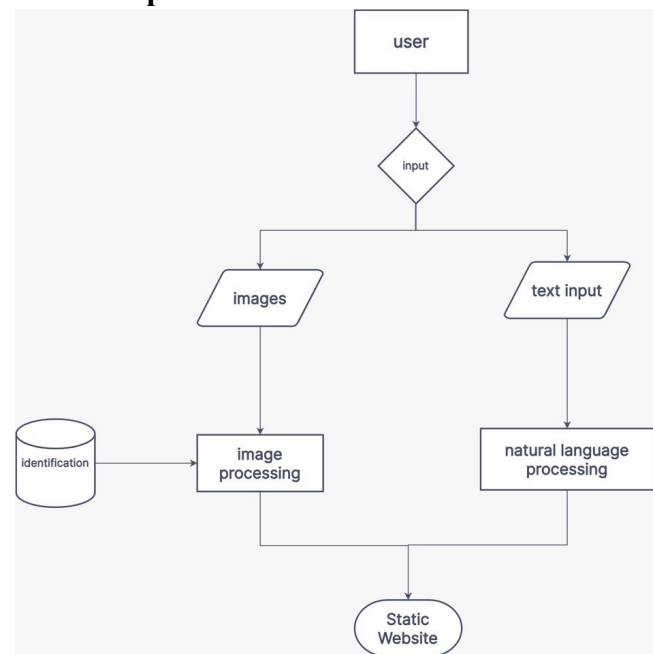 user
input
images
text input
identification
image
processing
natural language
processing
Static
Website